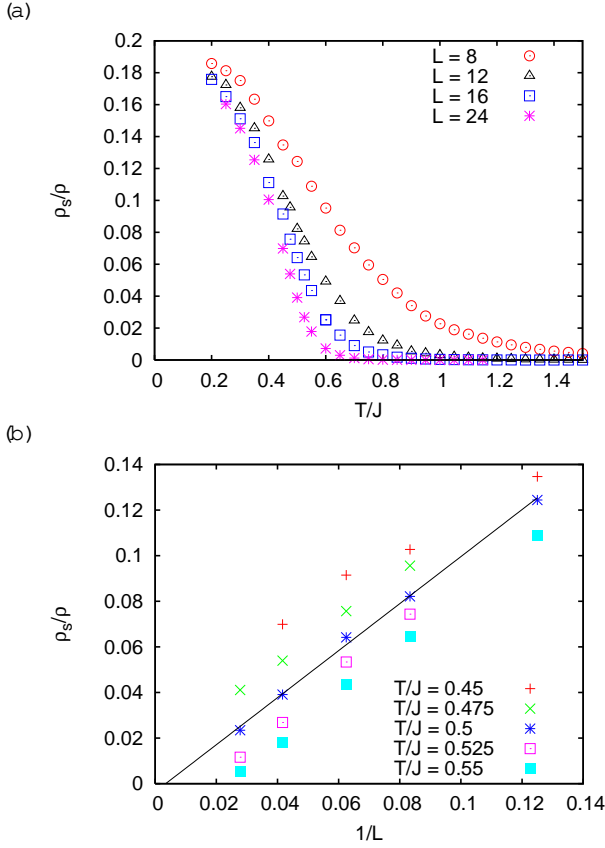 (a)
0.2
0.18
0.16
0.14
0.12
0.1
0.08
0.06
0.04
0.02
0
ρs/ρ
L = 8
L = 12
L = 16
L = 24
0.2 0.4 0.6 0.8 1.0 1.2 1.4
T/J
(b)
0.14
0.12
0.1
0.08
0.06
0.04
0.02
0
ρs/ρ
T/J = 0.45
T/J = 0.475
T/J = 0.5
T/J = 0.525
T/J = 0.55
0 0.02 0.04 0.06 0.08 0.1 0.12 0.14
1/L